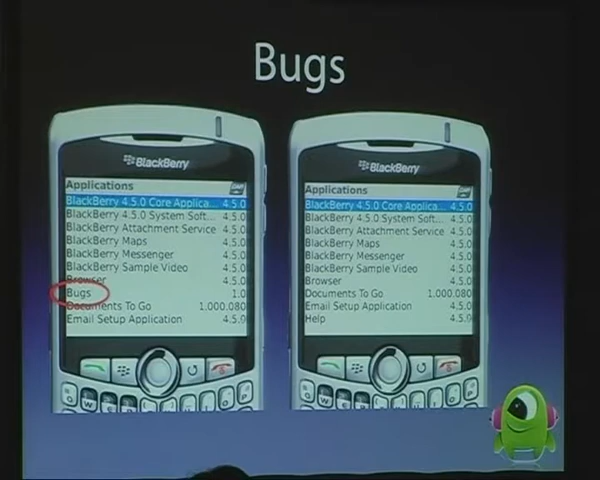 Bugs
BlackBerry
Applications
BlackBerry 4.5.0 Core Applica... 4.5.0
BlackBerry 4.5.0 System Soft... 4.5.0
BlackBerry Attachment Service 4.5.0
BlackBerry Maps 4.5.0
BlackBerry Messenger 4.5.0
BlackBerry Sample Video 4.5.0
Browser 4.5.0
Bugs 1.0
Documents To Go 1.000.080
Email Setup Application 4.5.9
BlackBerry
Applications
BlackBerry 4.5.0 Core Applica... 4.5.0
BlackBerry 4.5.0 System Soft... 4.5.0
BlackBerry Attachment Service 4.5.0
BlackBerry Maps 4.5.0
BlackBerry Messenger 4.5.0
BlackBerry Sample Video 4.5.0
Browser 4.5.0
Documents To Go 1.000.080
Email Setup Application 4.5.0
Help 4.5.9